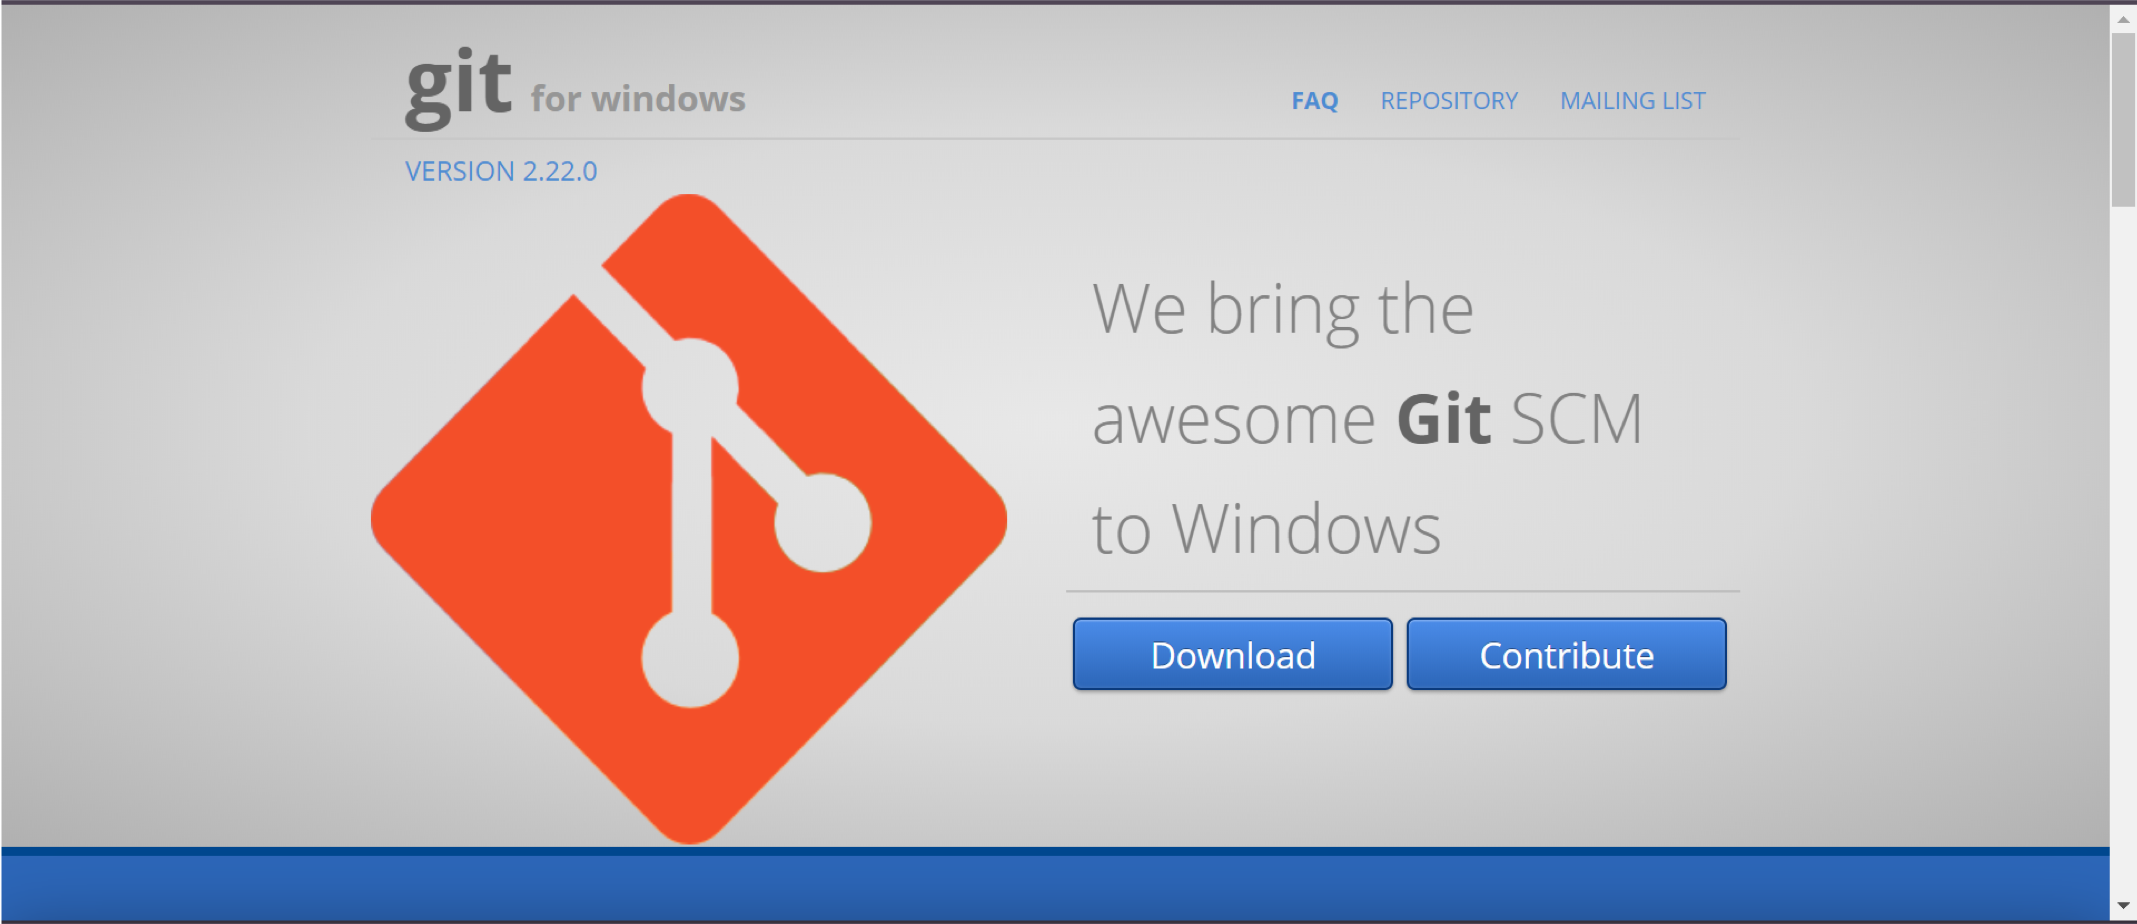 git for windows
FAQ REPOSITORY MAILING LIST
VERSION 2.22.0
We bring the
awesome Git SCM
to Windows
Download Contribute